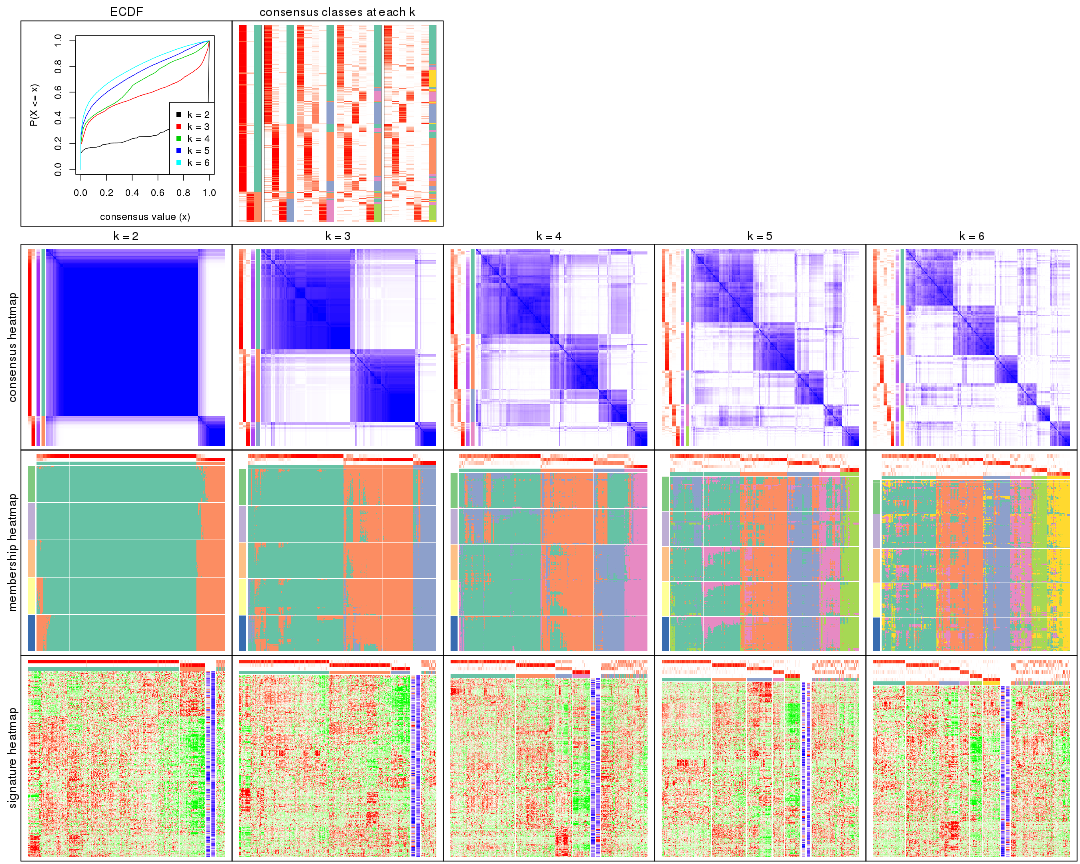 ECDF
consensus classes at each k
P(X <= x)
1.0
0.8
0.6
0.4
0.2
0.0
k = 2
k = 3
k = 4
k = 5
k = 6
0.0 0.2 0.4 0.6 0.8 1.0
consensus value (x)
k = 2
k = 3
k = 4
k = 5
k = 6
consensus heatmap
membership heatmap
signature heatmap